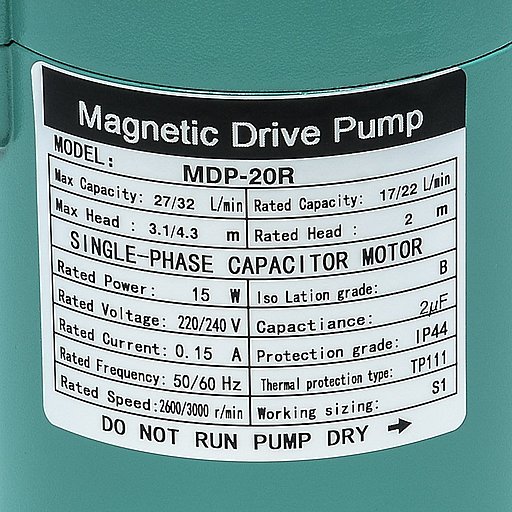 Magnetic Drive Pump
MODEL: MDP-20R
Max Capacity: 27/32 L/min Rated Capacity: 17/22 L/min
Max Head : 3.1/4.3 m Rated Head : 2 m
SINGLE-PHASE CAPACITOR MOTOR
Rated Power: 15 W Iso Lation grade: B
Rated Voltage: 220/240 V Capactiance: 2μF
Rated Current: 0.15 A Protection grade: IP44
Rated Frequency: 50/60 Hz Thermal protection type: TP111
Rated Speed:2600/3000 r/min Working sizing: S1
DO NOT RUN PUMP DRY →